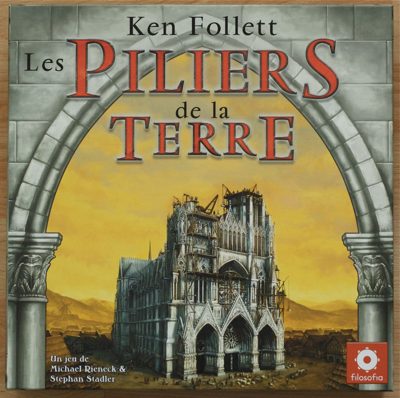 Ken Follett
Les PILIERS
de la
TERRE
Un jeu de
Michael Rieneck &
Stephan Stadler
filosofia